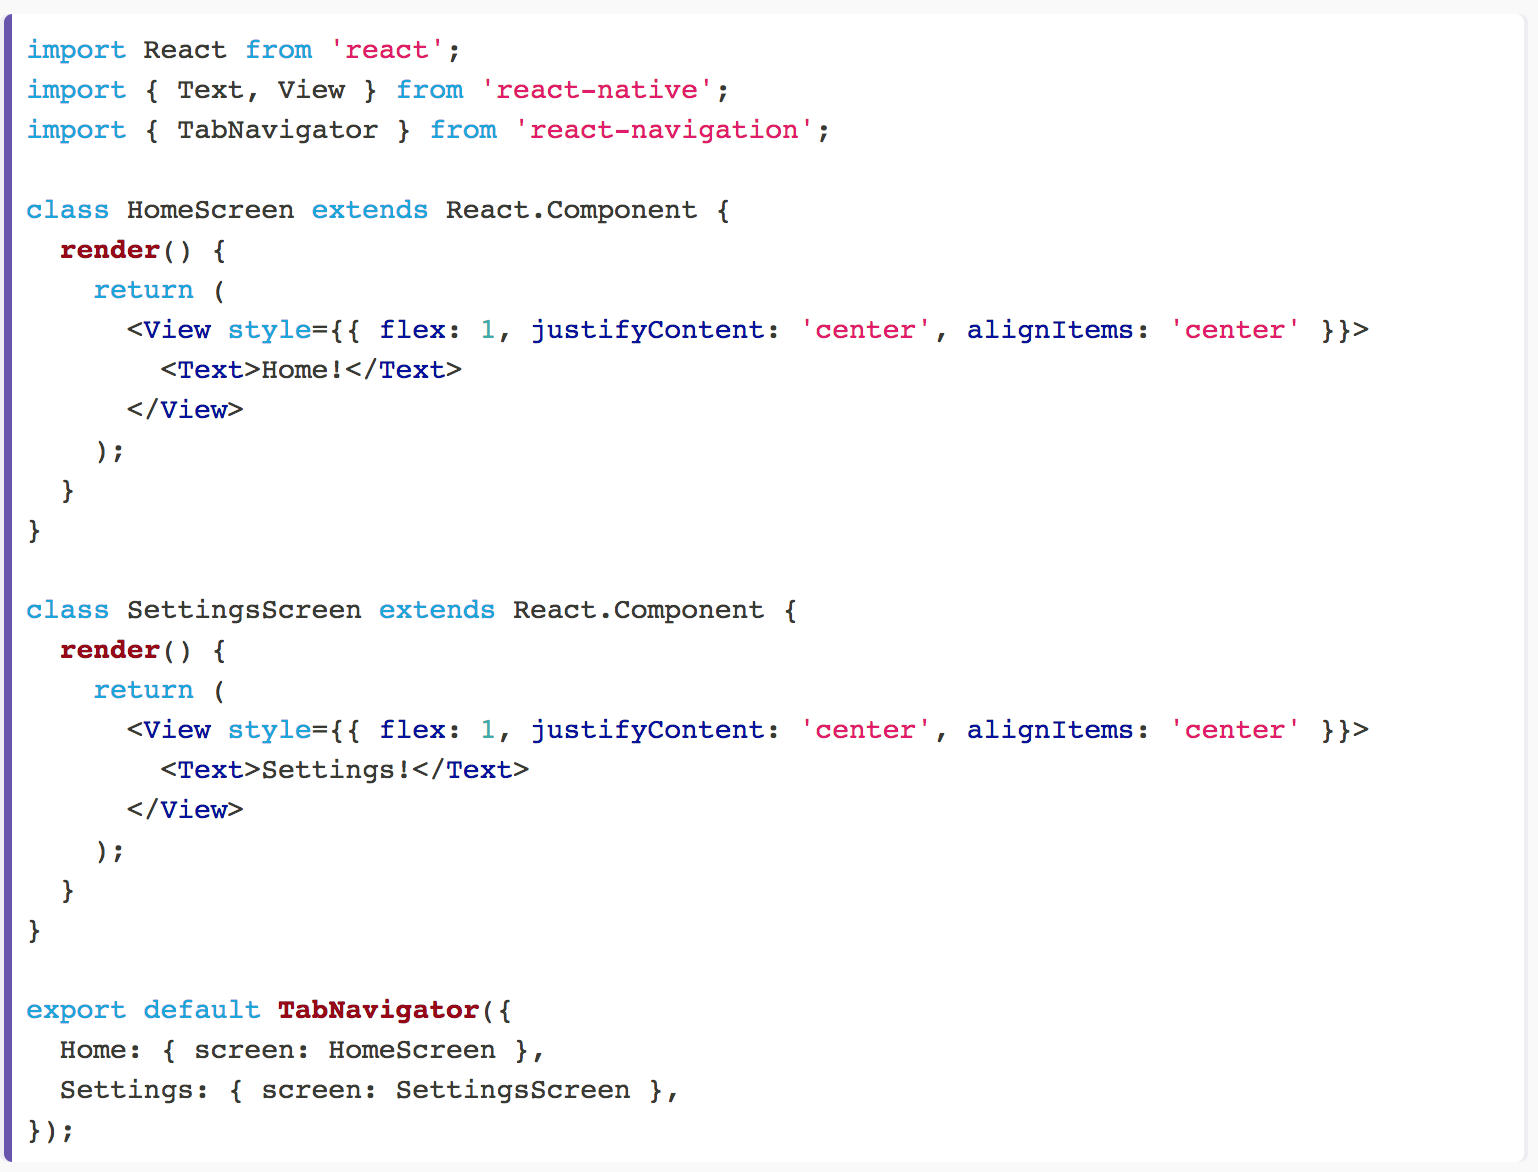 import React from 'react';
import { Text, View } from 'react-native';
import { TabNavigator } from 'react-navigation';

class HomeScreen extends React.Component {
  render() {
    return (
      <View style={{ flex: 1, justifyContent: 'center', alignItems: 'center' }}>
        <Text>Home!</Text>
      </View>
    );
  }
}

class SettingsScreen extends React.Component {
  render() {
    return (
      <View style={{ flex: 1, justifyContent: 'center', alignItems: 'center' }}>
        <Text>Settings!</Text>
      </View>
    );
  }
}

export default TabNavigator({
  Home: { screen: HomeScreen },
  Settings: { screen: SettingsScreen },
});